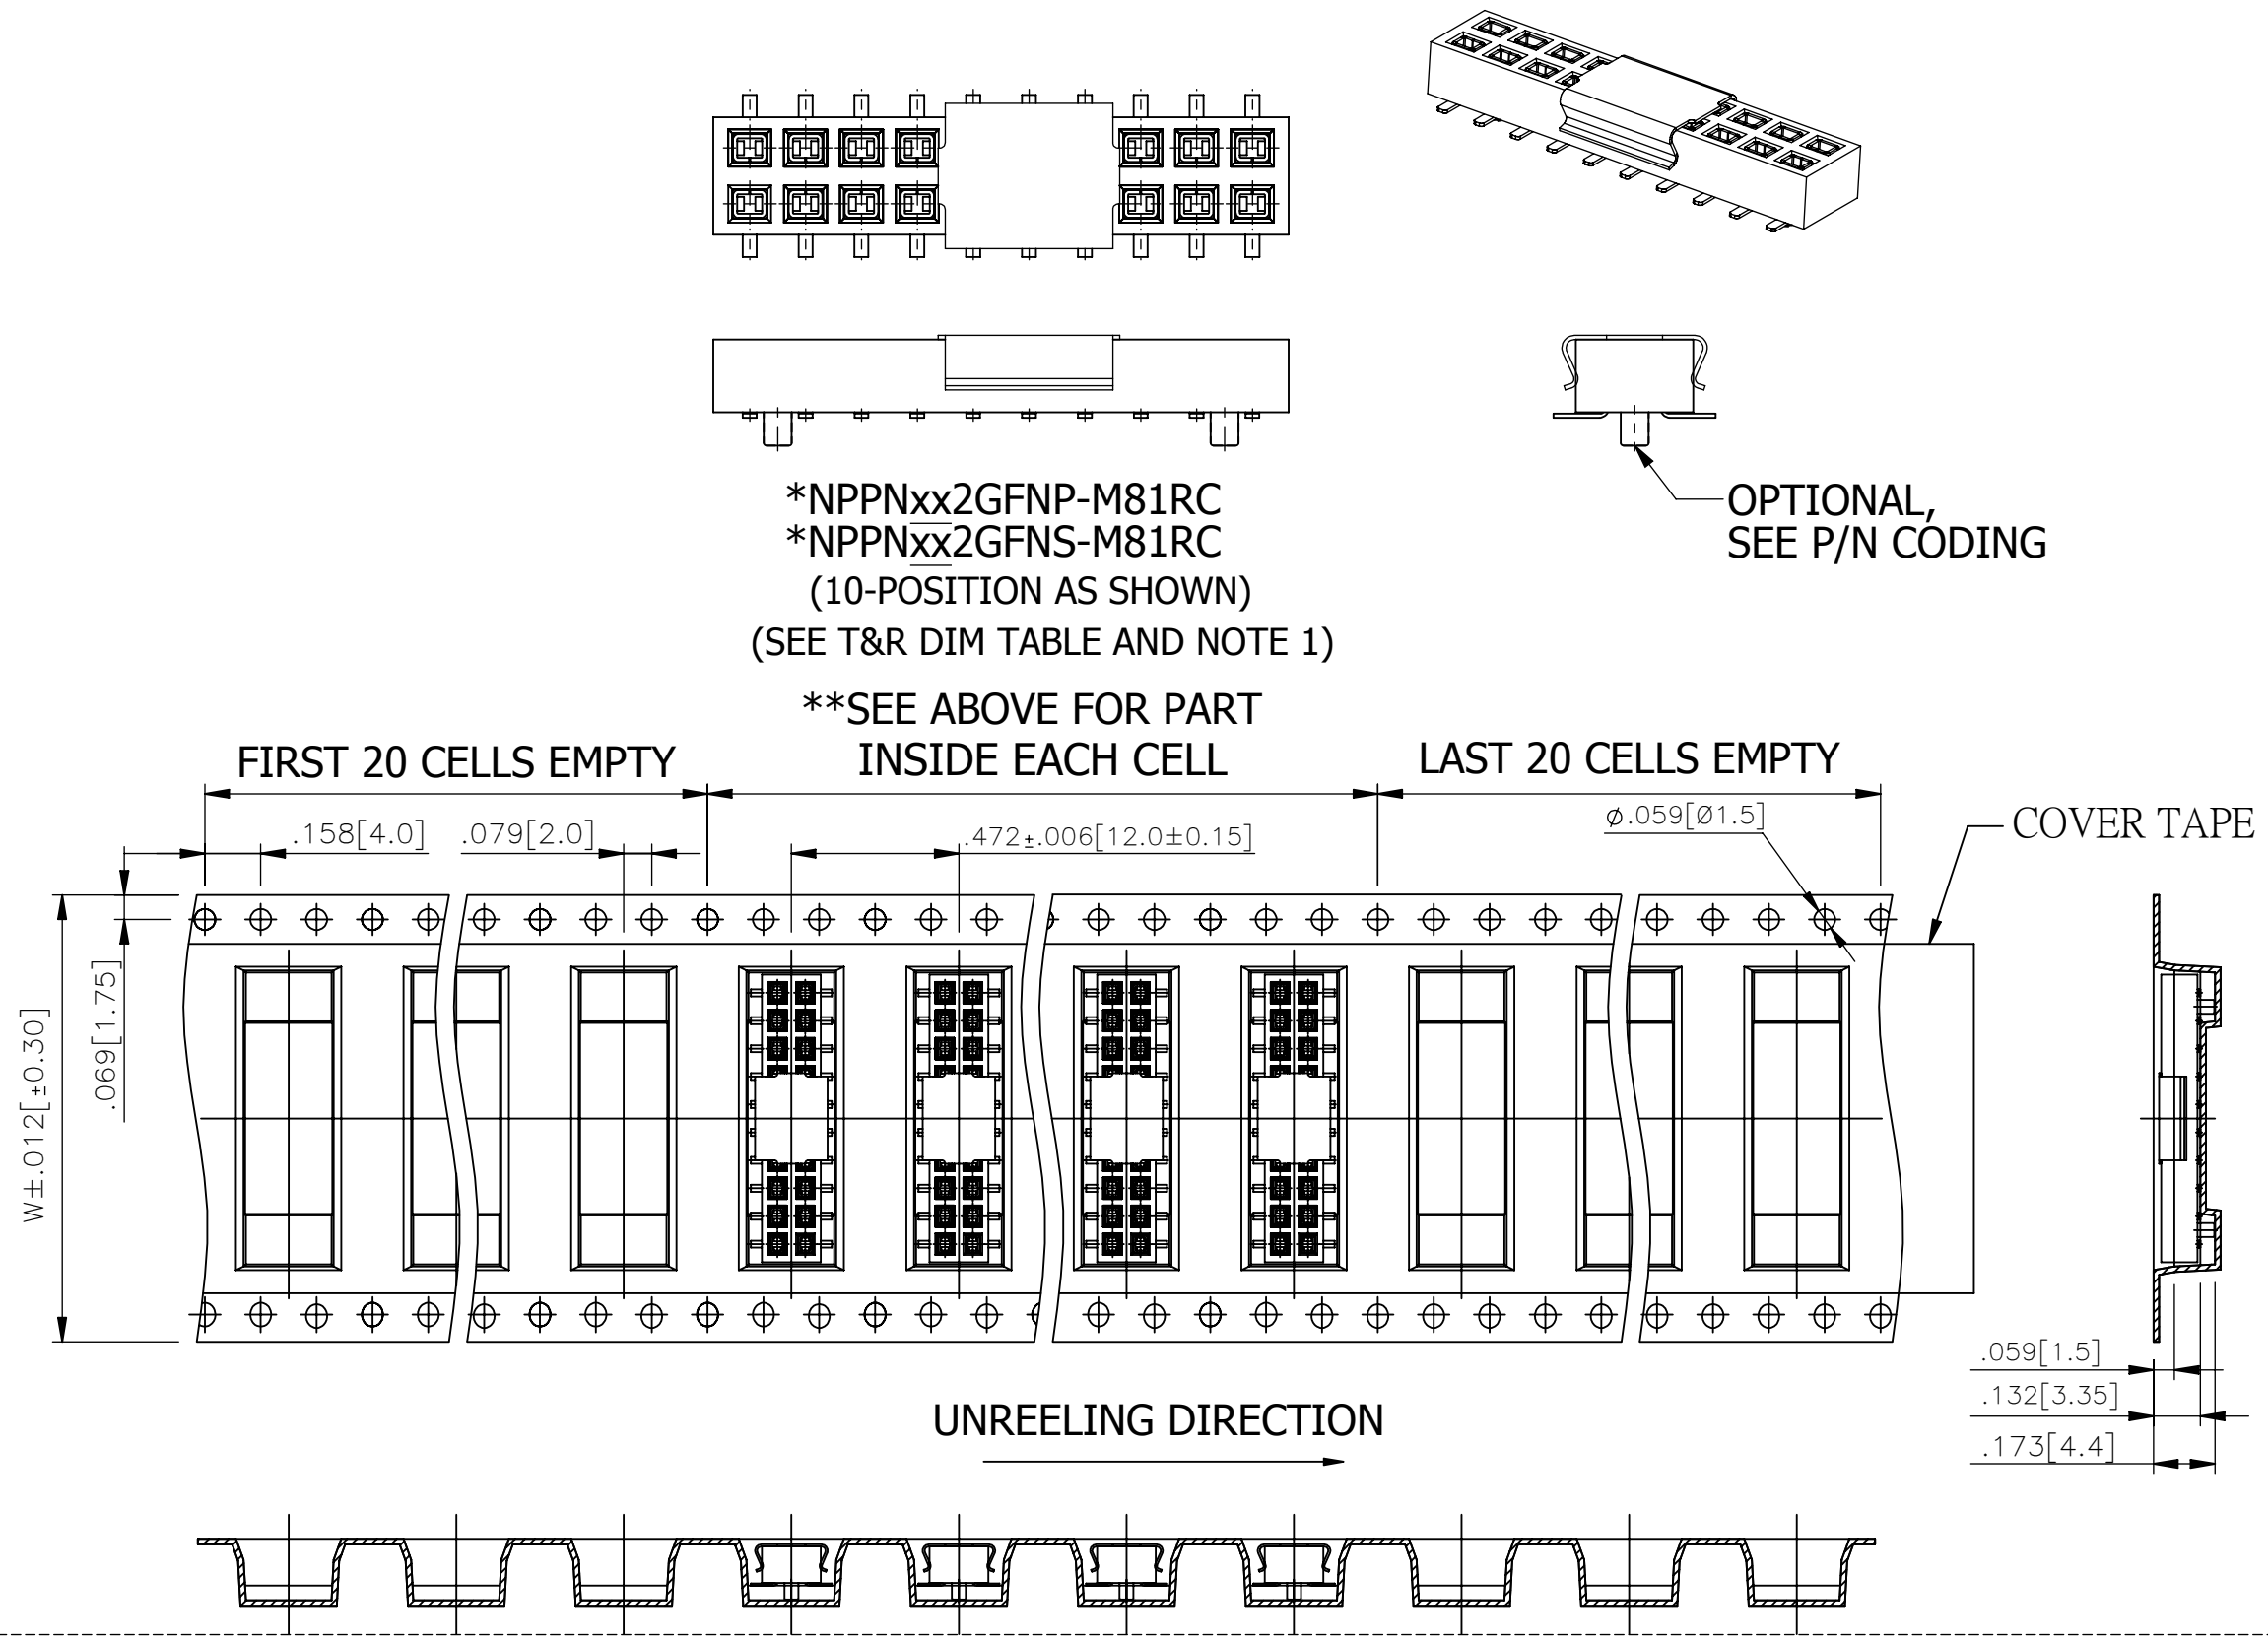 *NPPNxx2GFNP-M81RC
*NPPNxx2GFNS-M81RC
(10-POSITION AS SHOWN)
(SEE T&R DIM TABLE AND NOTE 1)
OPTIONAL,
SEE P/N CODING
**SEE ABOVE FOR PART
INSIDE EACH CELL
FIRST 20 CELLS EMPTY
LAST 20 CELLS EMPTY
.158[4.0]
.079[2.0]
.472±.006[12.0±0.15]
ø.059[Ø1.5]
COVER TAPE
W±.012[±0.30]
.069[1.75]
.059[1.5]
.132[3.35]
.173[4.4]
UNREELING DIRECTION